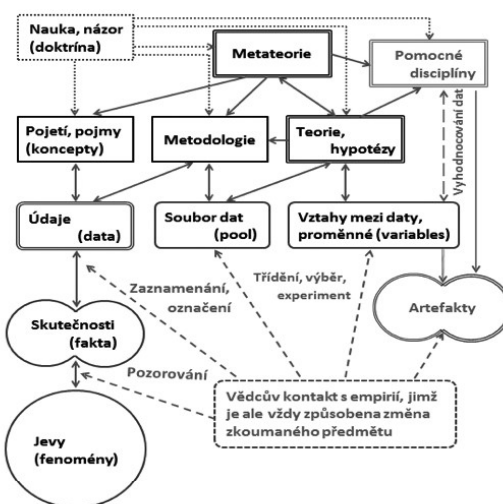 Nauka, názor
(doktrína)
Metateorie
Pomocné
disciplíny
Pojetí, pojmy
(koncepty)
Metodologie
Teorie,
hypotézy
Vyhodnocování dat
Údaje
(data)
Soubor dat
(pool)
Vztahy mezi daty,
proměnné (variables)
Zaznamenání,
označení
Třídění, výběr,
experiment
Artefakty
Skutečnosti
(fakta)
Pozorování
Vědcův kontakt s empirií, jimž
je ale vždy způsobena změna
zkoumaného předmětu
Jevy
(fenomény)